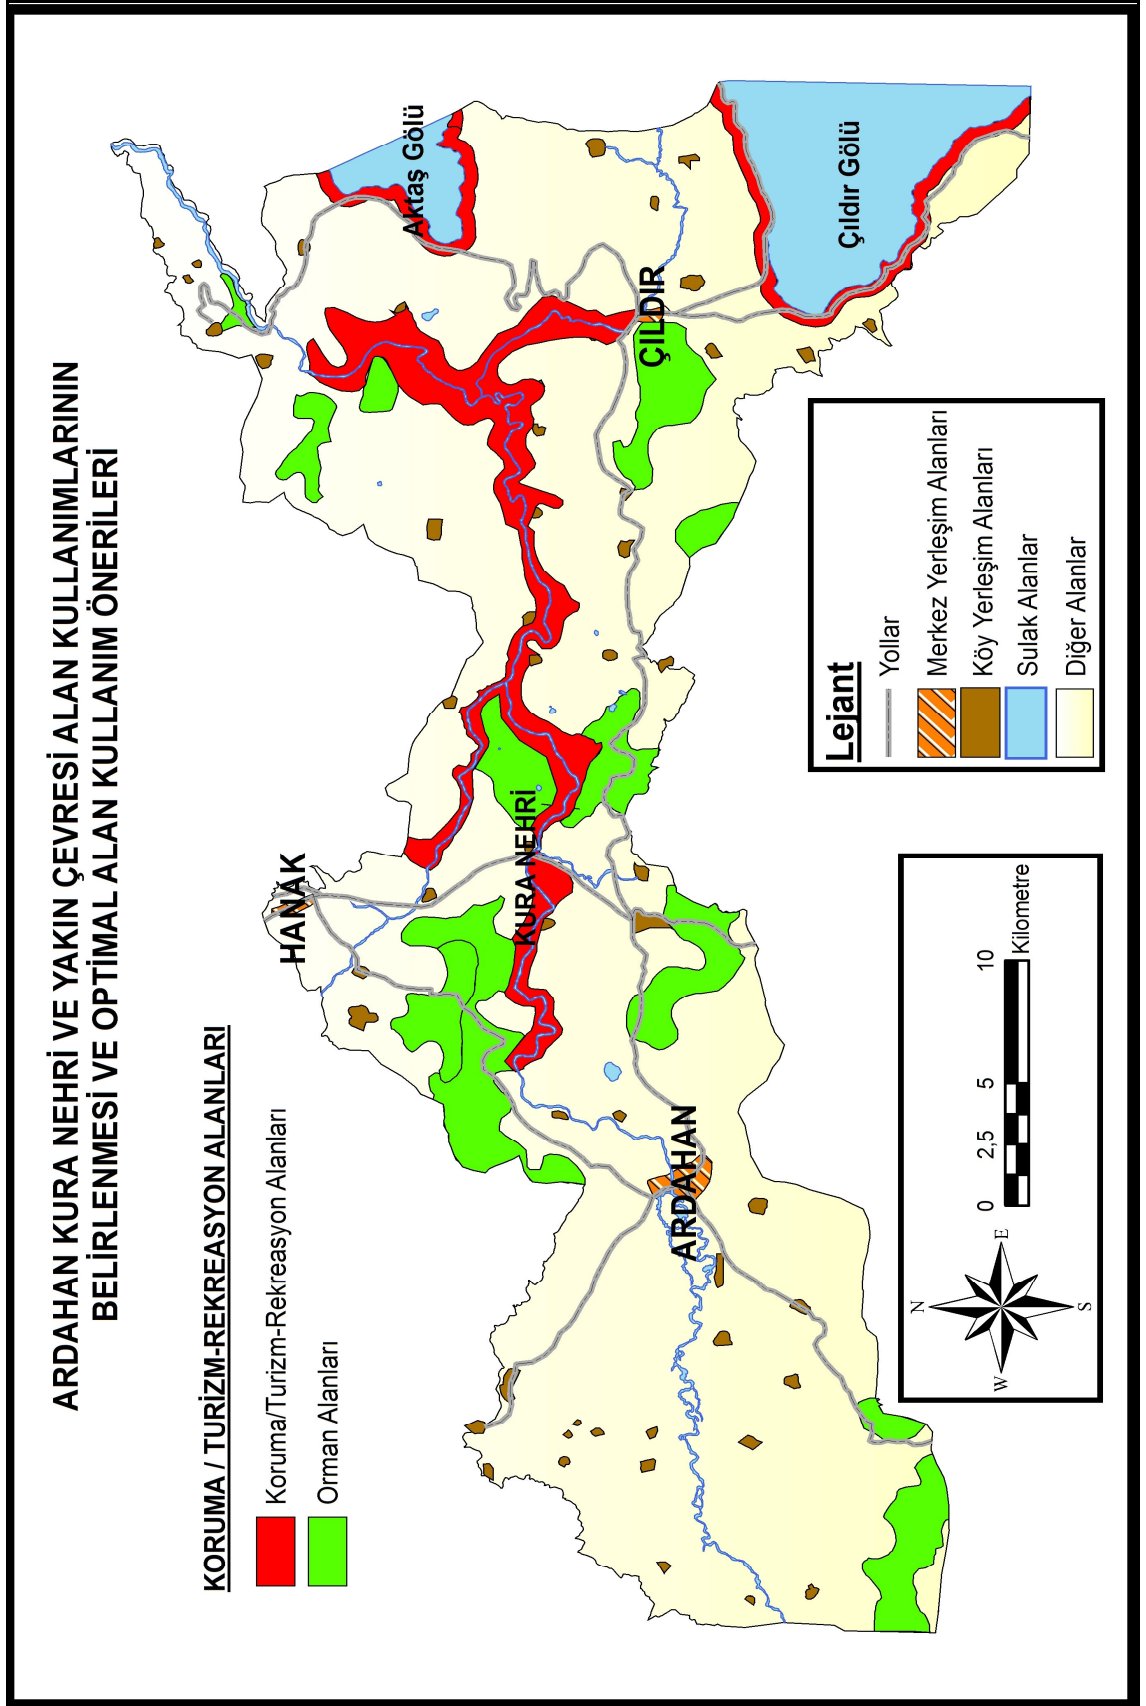 ARDAHAN KURA NEHRİ VE YAKIN ÇEVRESİ ALAN KULLANIMLARININ
BELİRLENMESİ VE OPTİMAL ALAN KULLANIM ÖNERİLERİ
KORUMA / TURİZM-REKREASYON ALANLARI
Koruma/Turizm-Rekreasyon Alanları
Orman Alanları
HANAK
Aktaş Gölü
KURA NEHRİ
ÇILDIR
ARDAHAN
Çıldır Gölü
Lejant
Yollar
Merkez Yerleşim Alanları
Köy Yerleşim Alanları
Sulak Alanlar
Diğer Alanlar
N
W
E
S
0 2,5 5 10
Kilometre